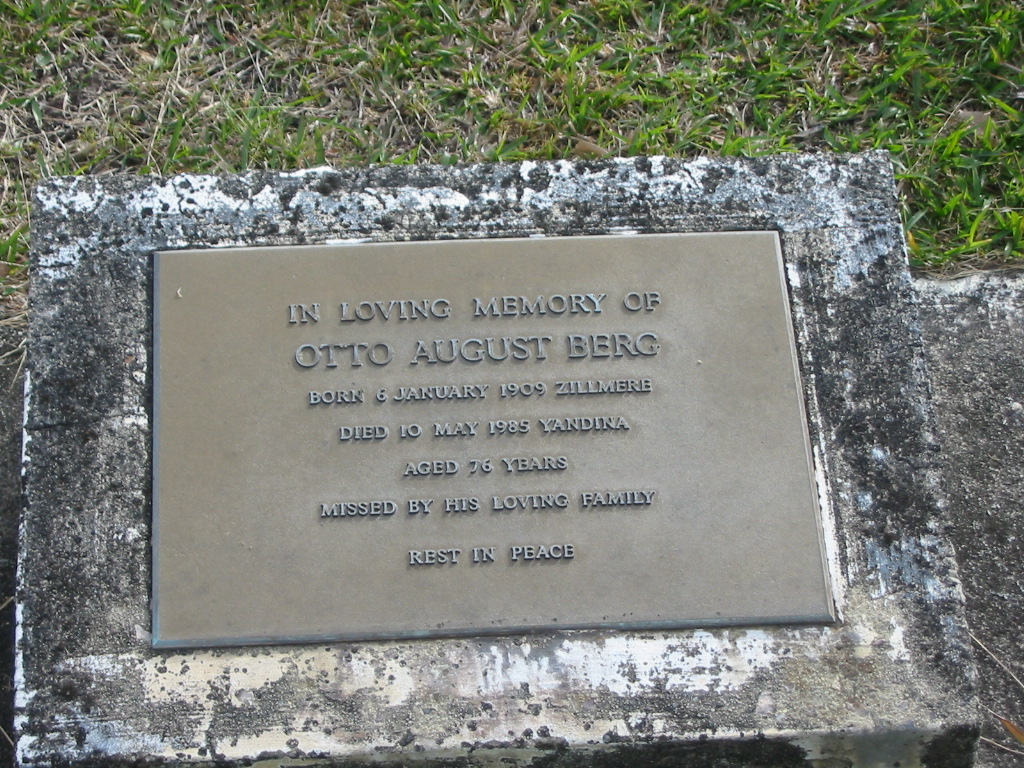 IN LOVING MEMORY OF
OTTO AUGUST BERG
BORN 6 JANUARY 1909 ZILLMERE
DIED 10 MAY 1985 YANDINA
AGED 76 YEARS
MISSED BY HIS LOVING FAMILY
REST IN PEACE